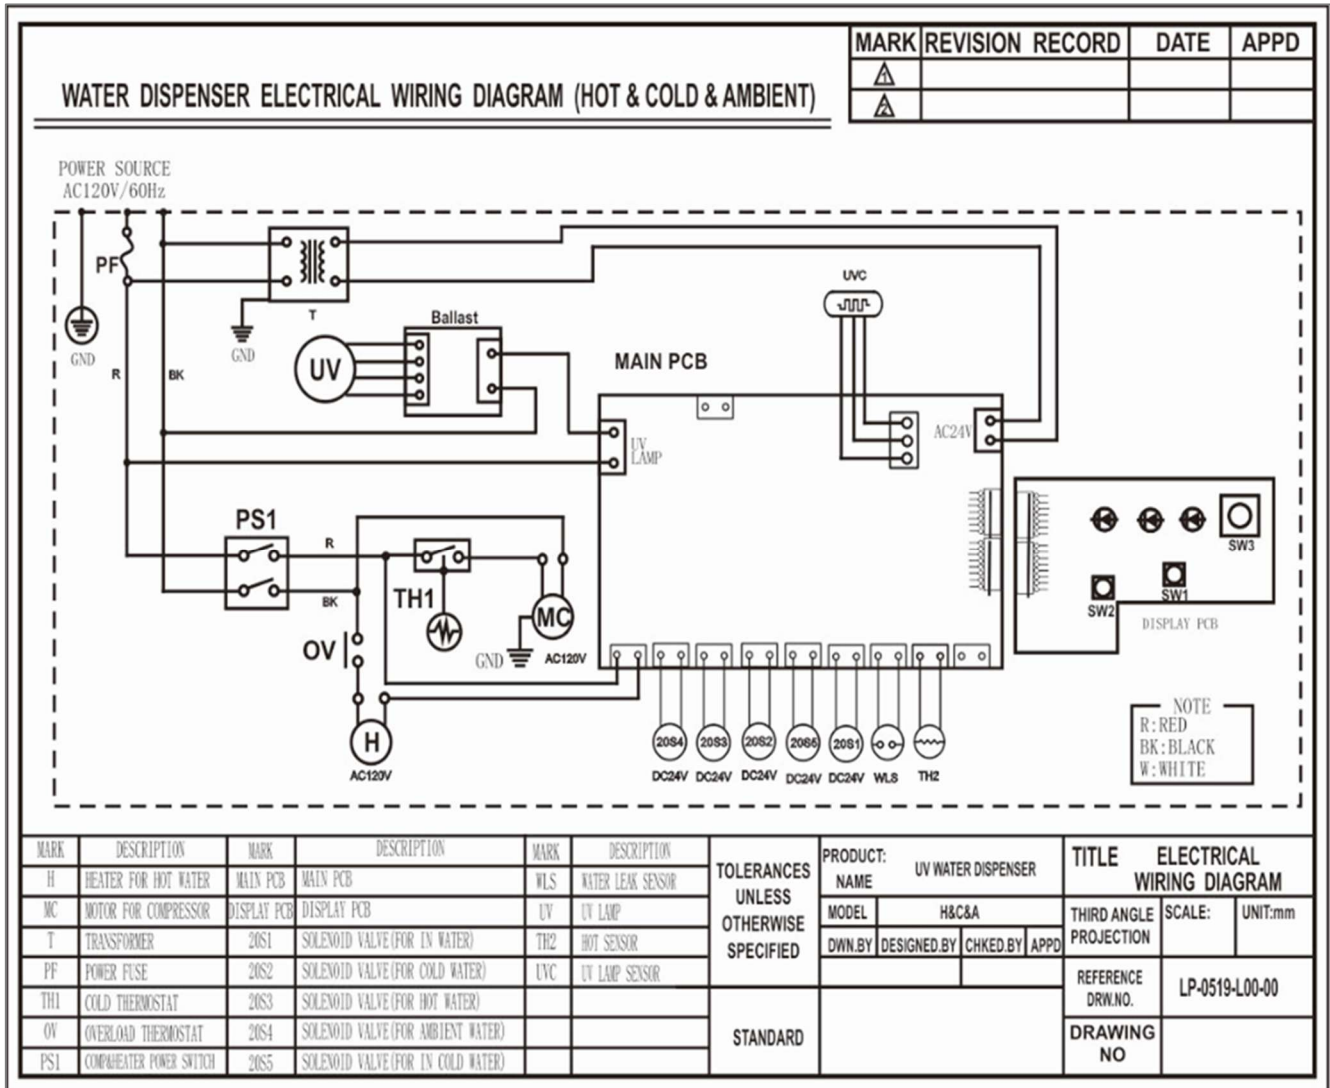 MARK REVISION RECORD DATE APPD
1
2
WATER DISPENSER ELECTRICAL WIRING DIAGRAM (HOT & COLD & AMBIENT)
POWER SOURCE
AC120V/60Hz
PF
GND
R
BK
T
GND
Ballast
UV
MAIN PCB
UVC
UV
LAMP
AC24V
PS1
R
BK
TH1
OV
MC
GND
AC120V
H
AC120V
20S4 20S3 20S2 20S5 20S1
DC24V DC24V DC24V DC24V DC24V WLS TH2
SW3
SW2
SW1
DISPLAY PCB
NOTE
R:RED
BK:BLACK
W:WHITE
MARK DESCRIPTION MARK DESCRIPTION MARK DESCRIPTION
H HEATER FOR HOT WATER MAIN PCB MAIN PCB WLS WATER LEAK SENSOR
MC MOTOR FOR COMPRESSOR DISPLAY PCB DISPLAY PCB UV UV LAMP
T TRANSFORMER 20S1 SOLENOID VALVE(FOR IN WATER) TH2 HOT SENSOR
PF POWER FUSE 20S2 SOLENOID VALVE(FOR COLD WATER) UVC UV LAMP SENSOR
TH1 COLD THERMOSTAT 20S3 SOLENOID VALVE(FOR HOT WATER)
OV OVERLOAD THERMOSTAT 20S4 SOLENOID VALVE(FOR AMBIENT WATER)
PS1 COMP&HEATER POWER SWITCH 20S5 SOLENOID VALVE(FOR IN COLD WATER)
TOLERANCES
UNLESS
OTHERWISE
SPECIFIED
STANDARD
PRODUCT:
NAME
UV WATER DISPENSER
MODEL H&C&A
DWN.BY DESIGNED.BY CHKED.BY APPD
TITLE ELECTRICAL
WIRING DIAGRAM
THIRD ANGLE
PROJECTION
SCALE: UNIT:mm
REFERENCE
DRW.NO.
LP-0519-L00-00
DRAWING
NO